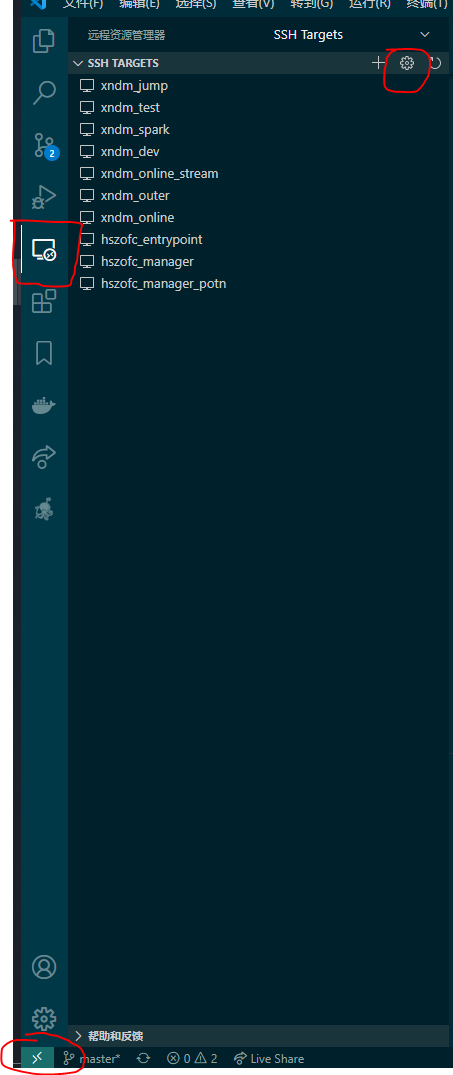 文件(F) 编辑(E) 选择(S) 查看(V) 转到(G) 运行(R) 终端(T)
远程资源管理器 SSH Targets
SSH TARGETS
xndm_jump
xndm_test
xndm_spark
2
xndm_dev
xndm_online_stream
xndm_outer
xndm_online
hszofc_entrypoint
hszofc_manager
hszofc_manager_potn
帮助和反馈
master* 0 2 Live Share